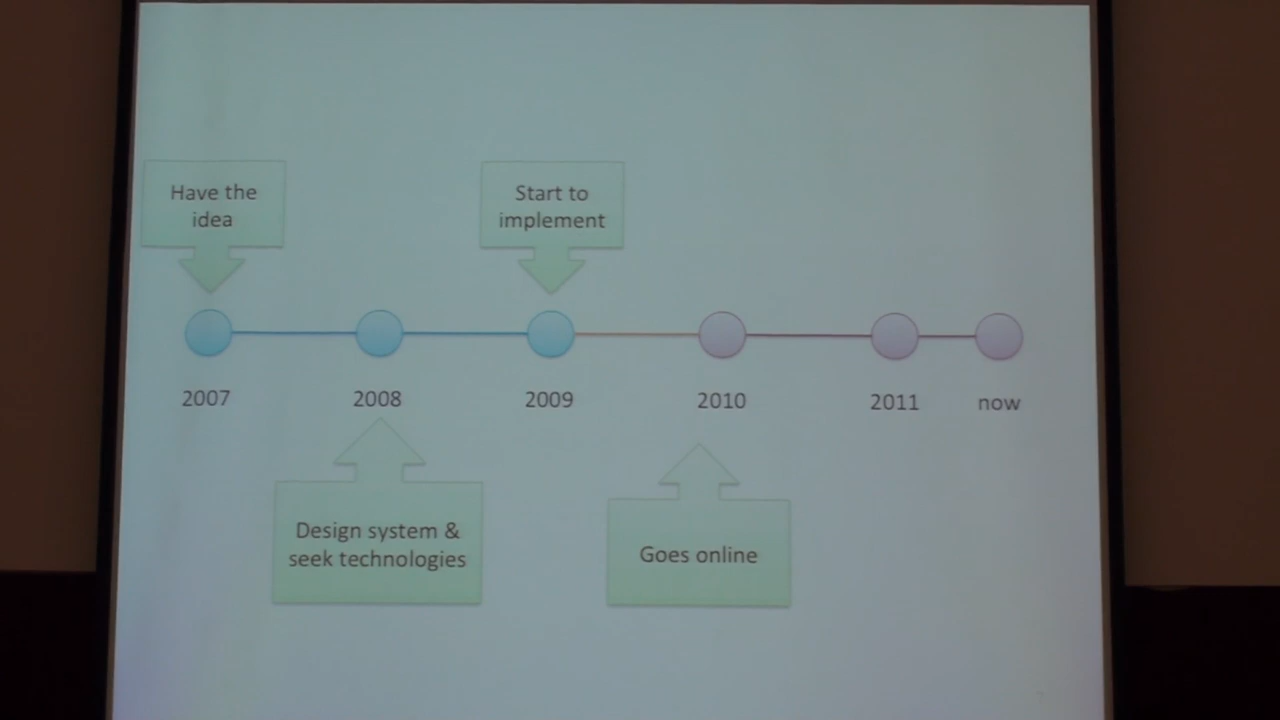 Have the
idea
Start to
implement
2007
2008
2009
2010
2011
now
Design system &
seek technologies
Goes online